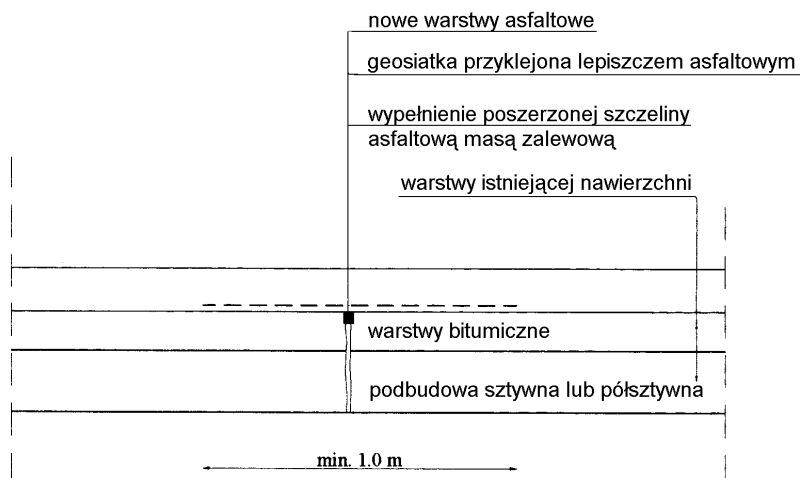 nowe warstwy asfaltowe
geosiatka przyklejona lepiszczem asfaltowym
wypełnienie poszerzonej szczeliny
asfaltową masą zalewową
warstwy istniejącej nawierzchni
warstwy bitumiczne
podbudowa sztywna lub półsztywna
min. 1.0 m